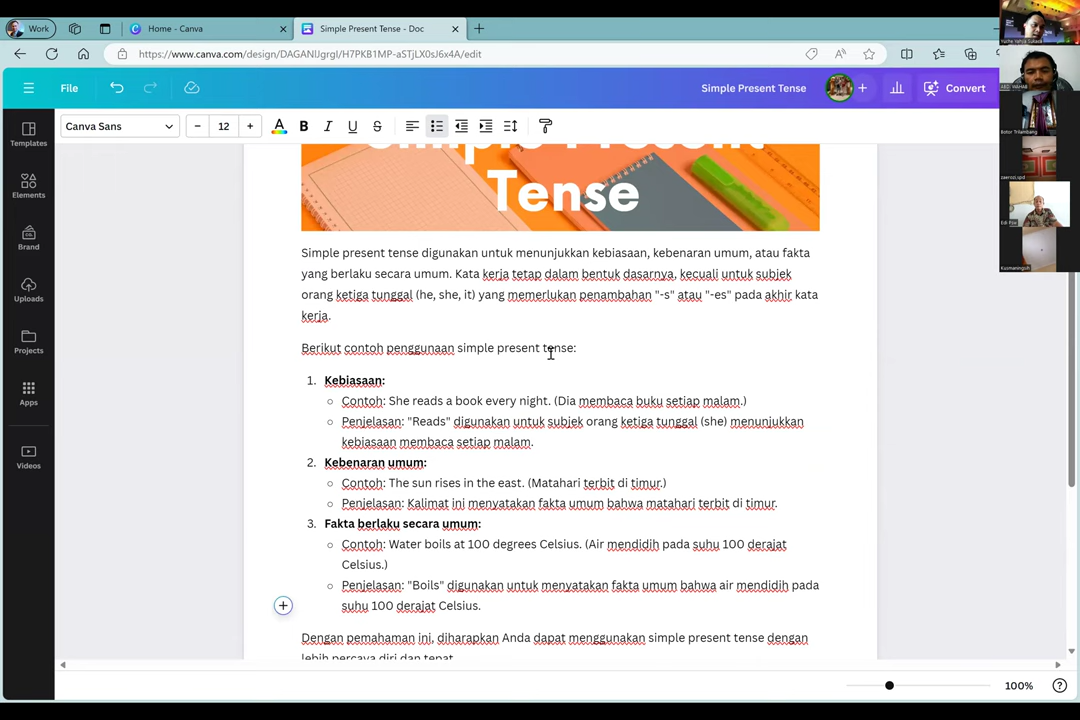 Work
Home - Canva
Simple Present Tense - Doc
https://www.canva.com/design/DAGANlJgrgI/H7PKB1MP-aSTjLX0sJ6x4A/edit
File
Simple Present Tense
Convert
Canva Sans
12
Templates
Elements
Brand
Uploads
Projects
Apps
Videos
Simple Present
Tense
Simple present tense digunakan untuk menunjukkan kebiasaan, kebenaran umum, atau fakta
yang berlaku secara umum. Kata kerja tetap dalam bentuk dasarnya, kecuali untuk subjek
orang ketiga tunggal (he, she, it) yang memerlukan penambahan "-s" atau "-es" pada akhir kata
kerja.
Berikut contoh penggunaan simple present tense:
1. Kebiasaan:
Contoh: She reads a book every night. (Dia membaca buku setiap malam.)
Penjelasan: "Reads" digunakan untuk subjek orang ketiga tunggal (she) menunjukkan
kebiasaan membaca setiap malam.
2. Kebenaran umum:
Contoh: The sun rises in the east. (Matahari terbit di timur.)
Penjelasan: Kalimat ini menyatakan fakta umum bahwa matahari terbit di timur.
3. Fakta berlaku secara umum:
Contoh: Water boils at 100 degrees Celsius. (Air mendidih pada suhu 100 derajat
Celsius.)
Penjelasan: "Boils" digunakan untuk menyatakan fakta umum bahwa air mendidih pada
suhu 100 derajat Celsius.
Dengan pemahaman ini, diharapkan Anda dapat menggunakan simple present tense dengan
lebih percaya diri dan tepat.
100%